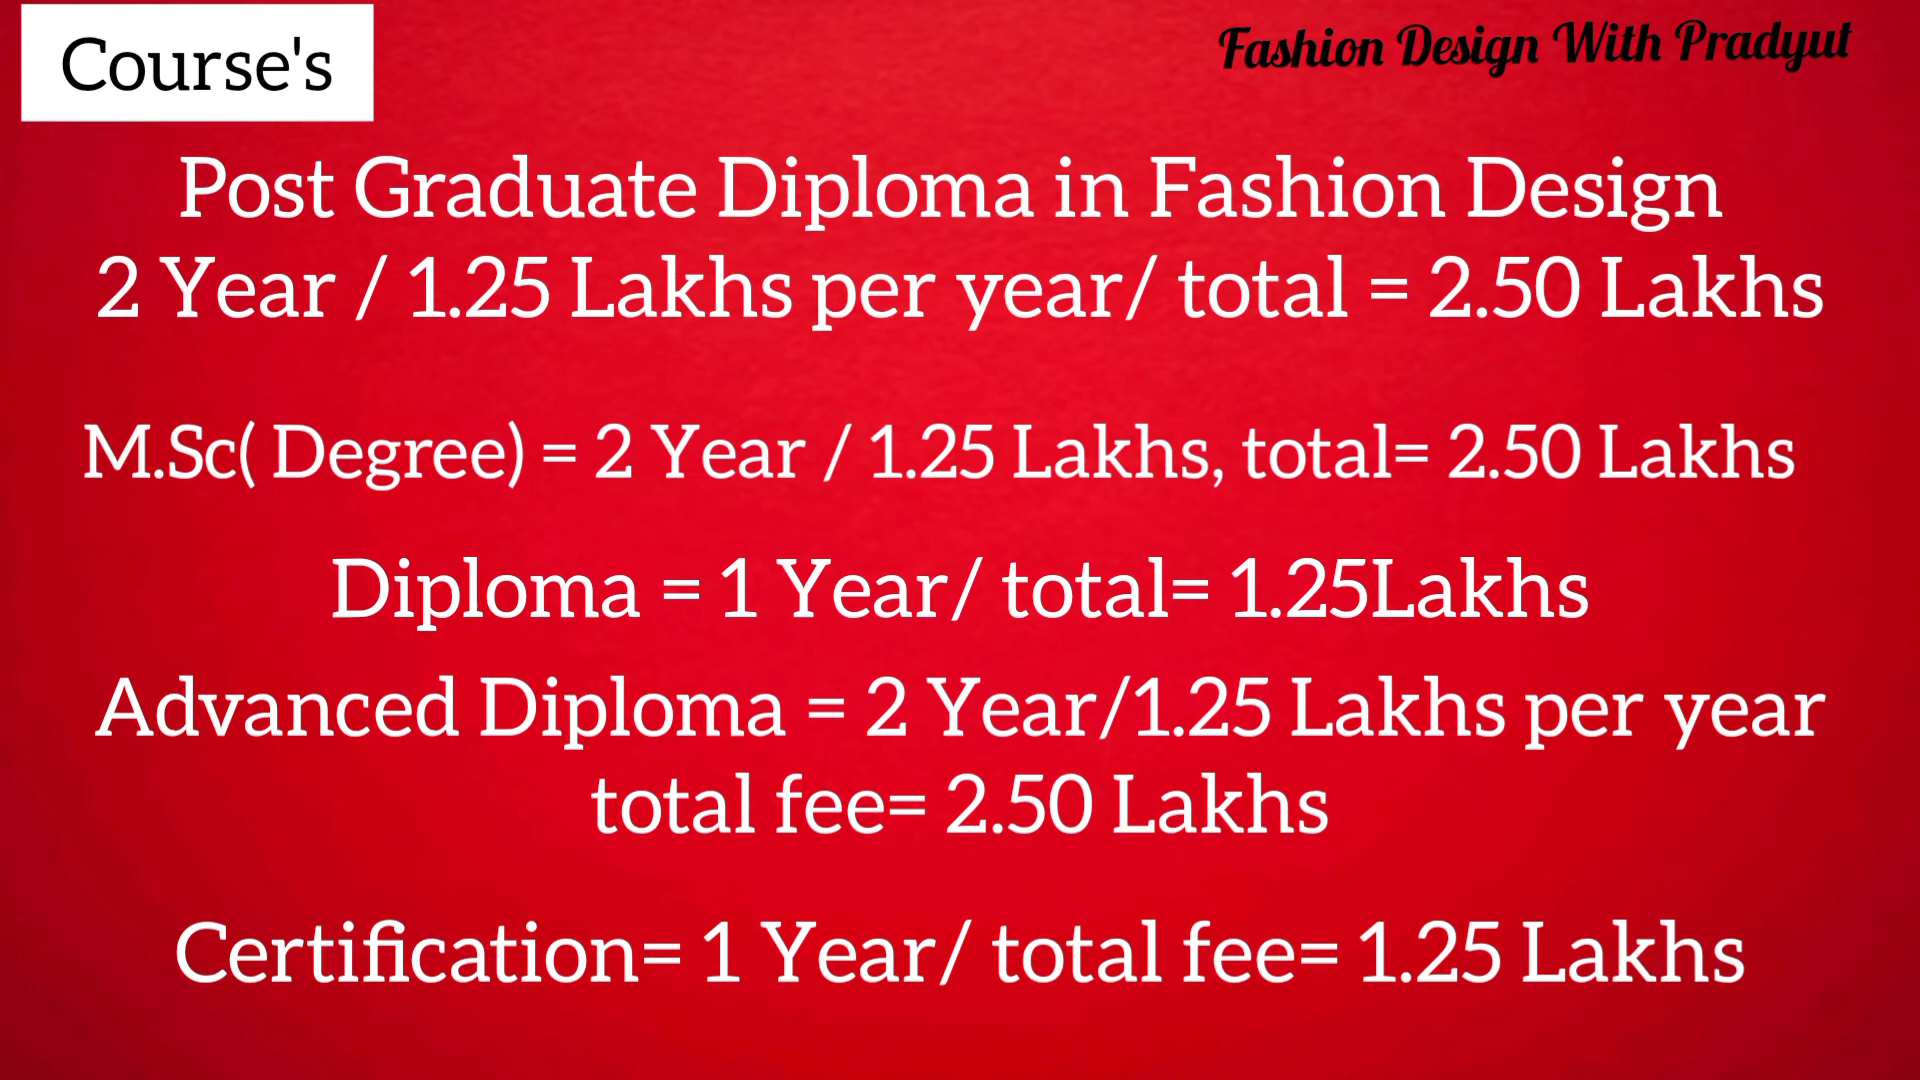 Course's
Fashion Design With Pradyut
Post Graduate Diploma in Fashion Design
2 Year / 1.25 Lakhs per year/ total = 2.50 Lakhs
M.Sc( Degree) = 2 Year / 1.25 Lakhs, total= 2.50 Lakhs
Diploma = 1 Year/ total= 1.25Lakhs
Advanced Diploma = 2 Year/1.25 Lakhs per year
total fee= 2.50 Lakhs
Certification= 1 Year/ total fee= 1.25 Lakhs